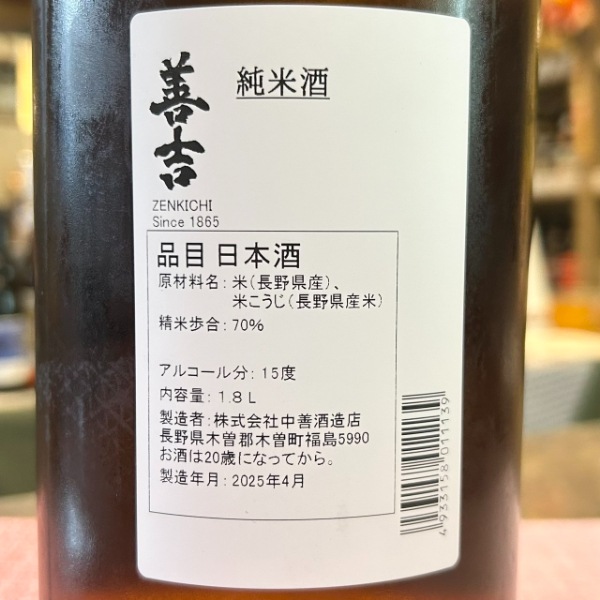 純米酒
善吉
ZENKICHI
Since 1865
品目 日本酒
原材料名: 米(長野県産)、
米こうじ(長野県産米)
精米歩合: 70%
アルコール分: 15度
内容量: 1.8L
製造者:株式会社中善酒造店
長野県木曽郡木曽町福島5990
お酒は20歳になってから。
製造年月: 2025年4月
4933158011139